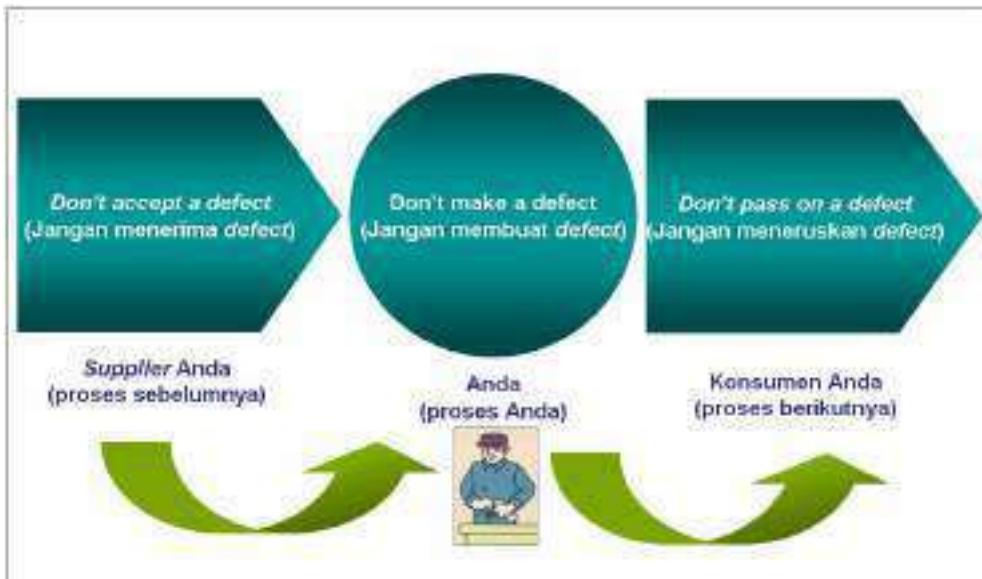 Don't accept a defect
(Jangan menerima defect)
Don't make a defect
(Jangan membuat defect)
Don't pass on a defect
(Jangan meneruskan defect)
Supplier Anda
(proses sebelumnya)
Anda
(proses Anda)
Konsumen Anda
(proses berikutnya)